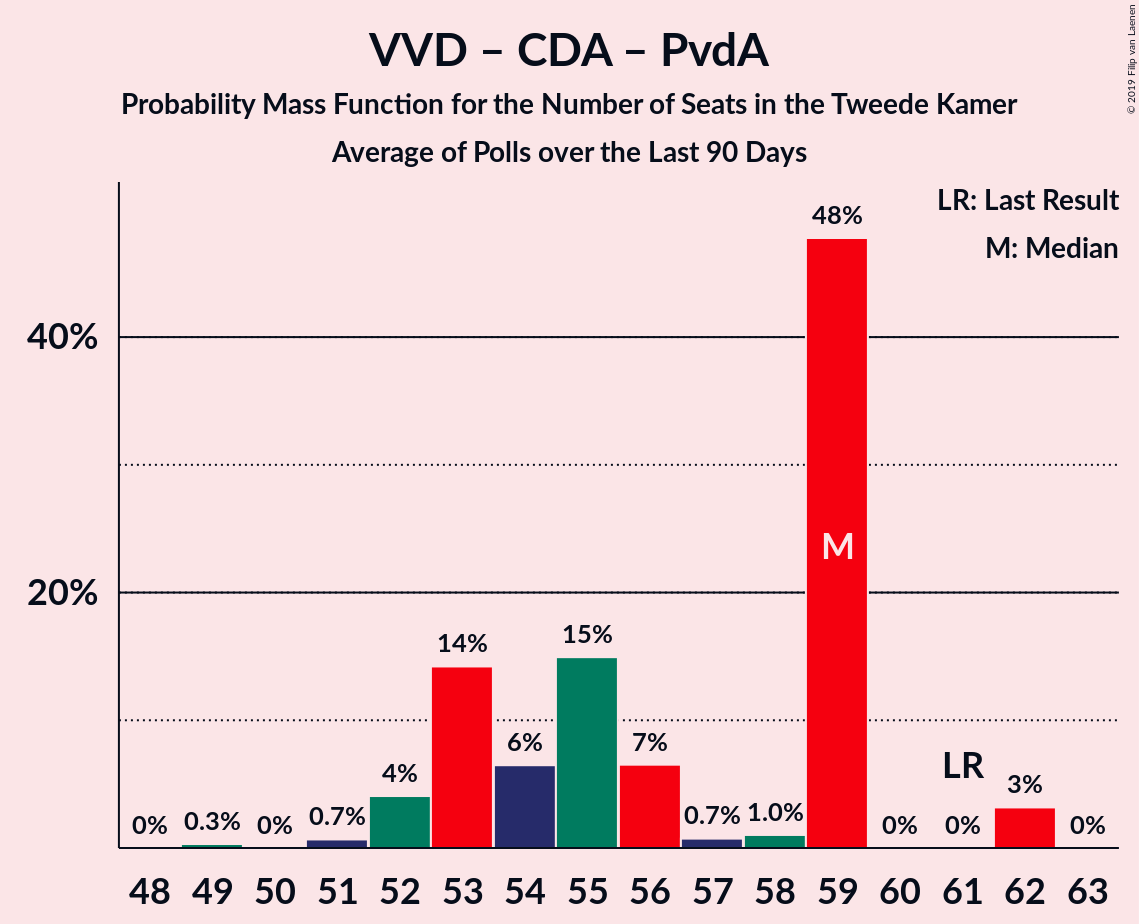 VVD – CDA – PvdA
Probability Mass Function for the Number of Seats in the Tweede Kamer
Average of Polls over the Last 90 Days
© 2019 Filip van Laenen
LR: Last Result
M: Median
40%
20%
0% 0.3% 0% 0.7% 4% 14% 6% 15% 7% 0.7% 1.0% 48% 0% 0% 3% 0%
M
LR
48 49 50 51 52 53 54 55 56 57 58 59 60 61 62 63